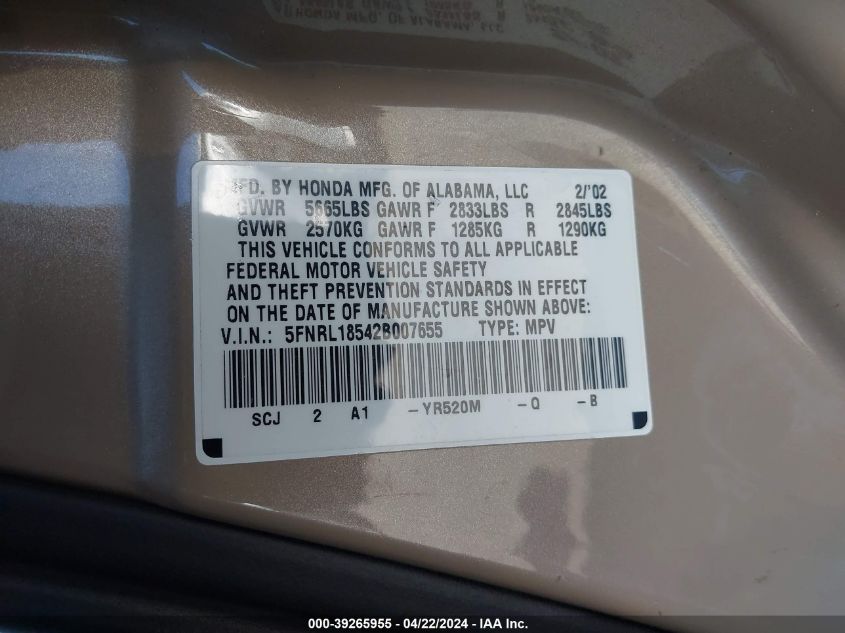 MFD. BY HONDA MFG. OF ALABAMA, LLC 2/'02
GVWR 5665LBS GAWR F 2833LBS R 2845LBS
GVWR 2570KG GAWR F 1285KG R 1290KG
THIS VEHICLE CONFORMS TO ALL APPLICABLE
FEDERAL MOTOR VEHICLE SAFETY
AND THEFT PREVENTION STANDARDS IN EFFECT
ON THE DATE OF MANUFACTURE SHOWN ABOVE:
V.I.N.: 5FNRL18542B007655 TYPE: MPV
SCJ 2 A1 -YR520M -Q -B
000-39265955 - 04/22/2024 - IAA Inc.